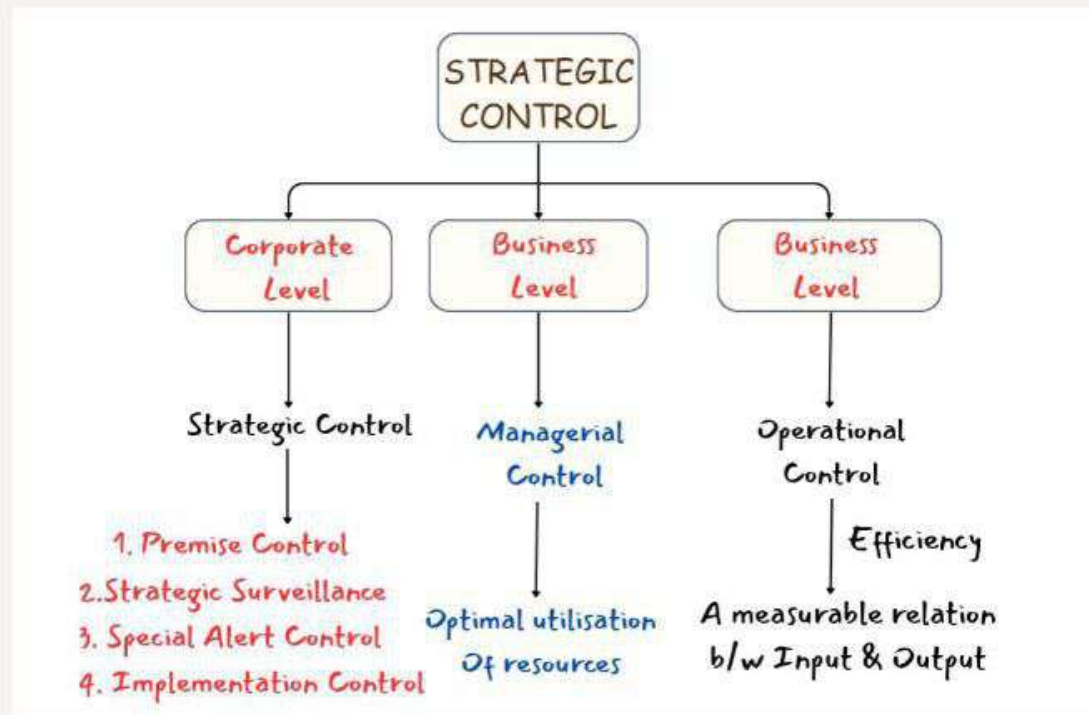 STRATEGIC
CONTROL
Corporate
Level
Business
Level
Business
Level
Strategic Control
Managerial
Control
Operational
Control
Efficiency
1. Premise Control
2.Strategic Surveillance
3. Special Alert Control
4. Implementation Control
Optimal utilisation
Of resources
A measurable relation
b/w Input & Output